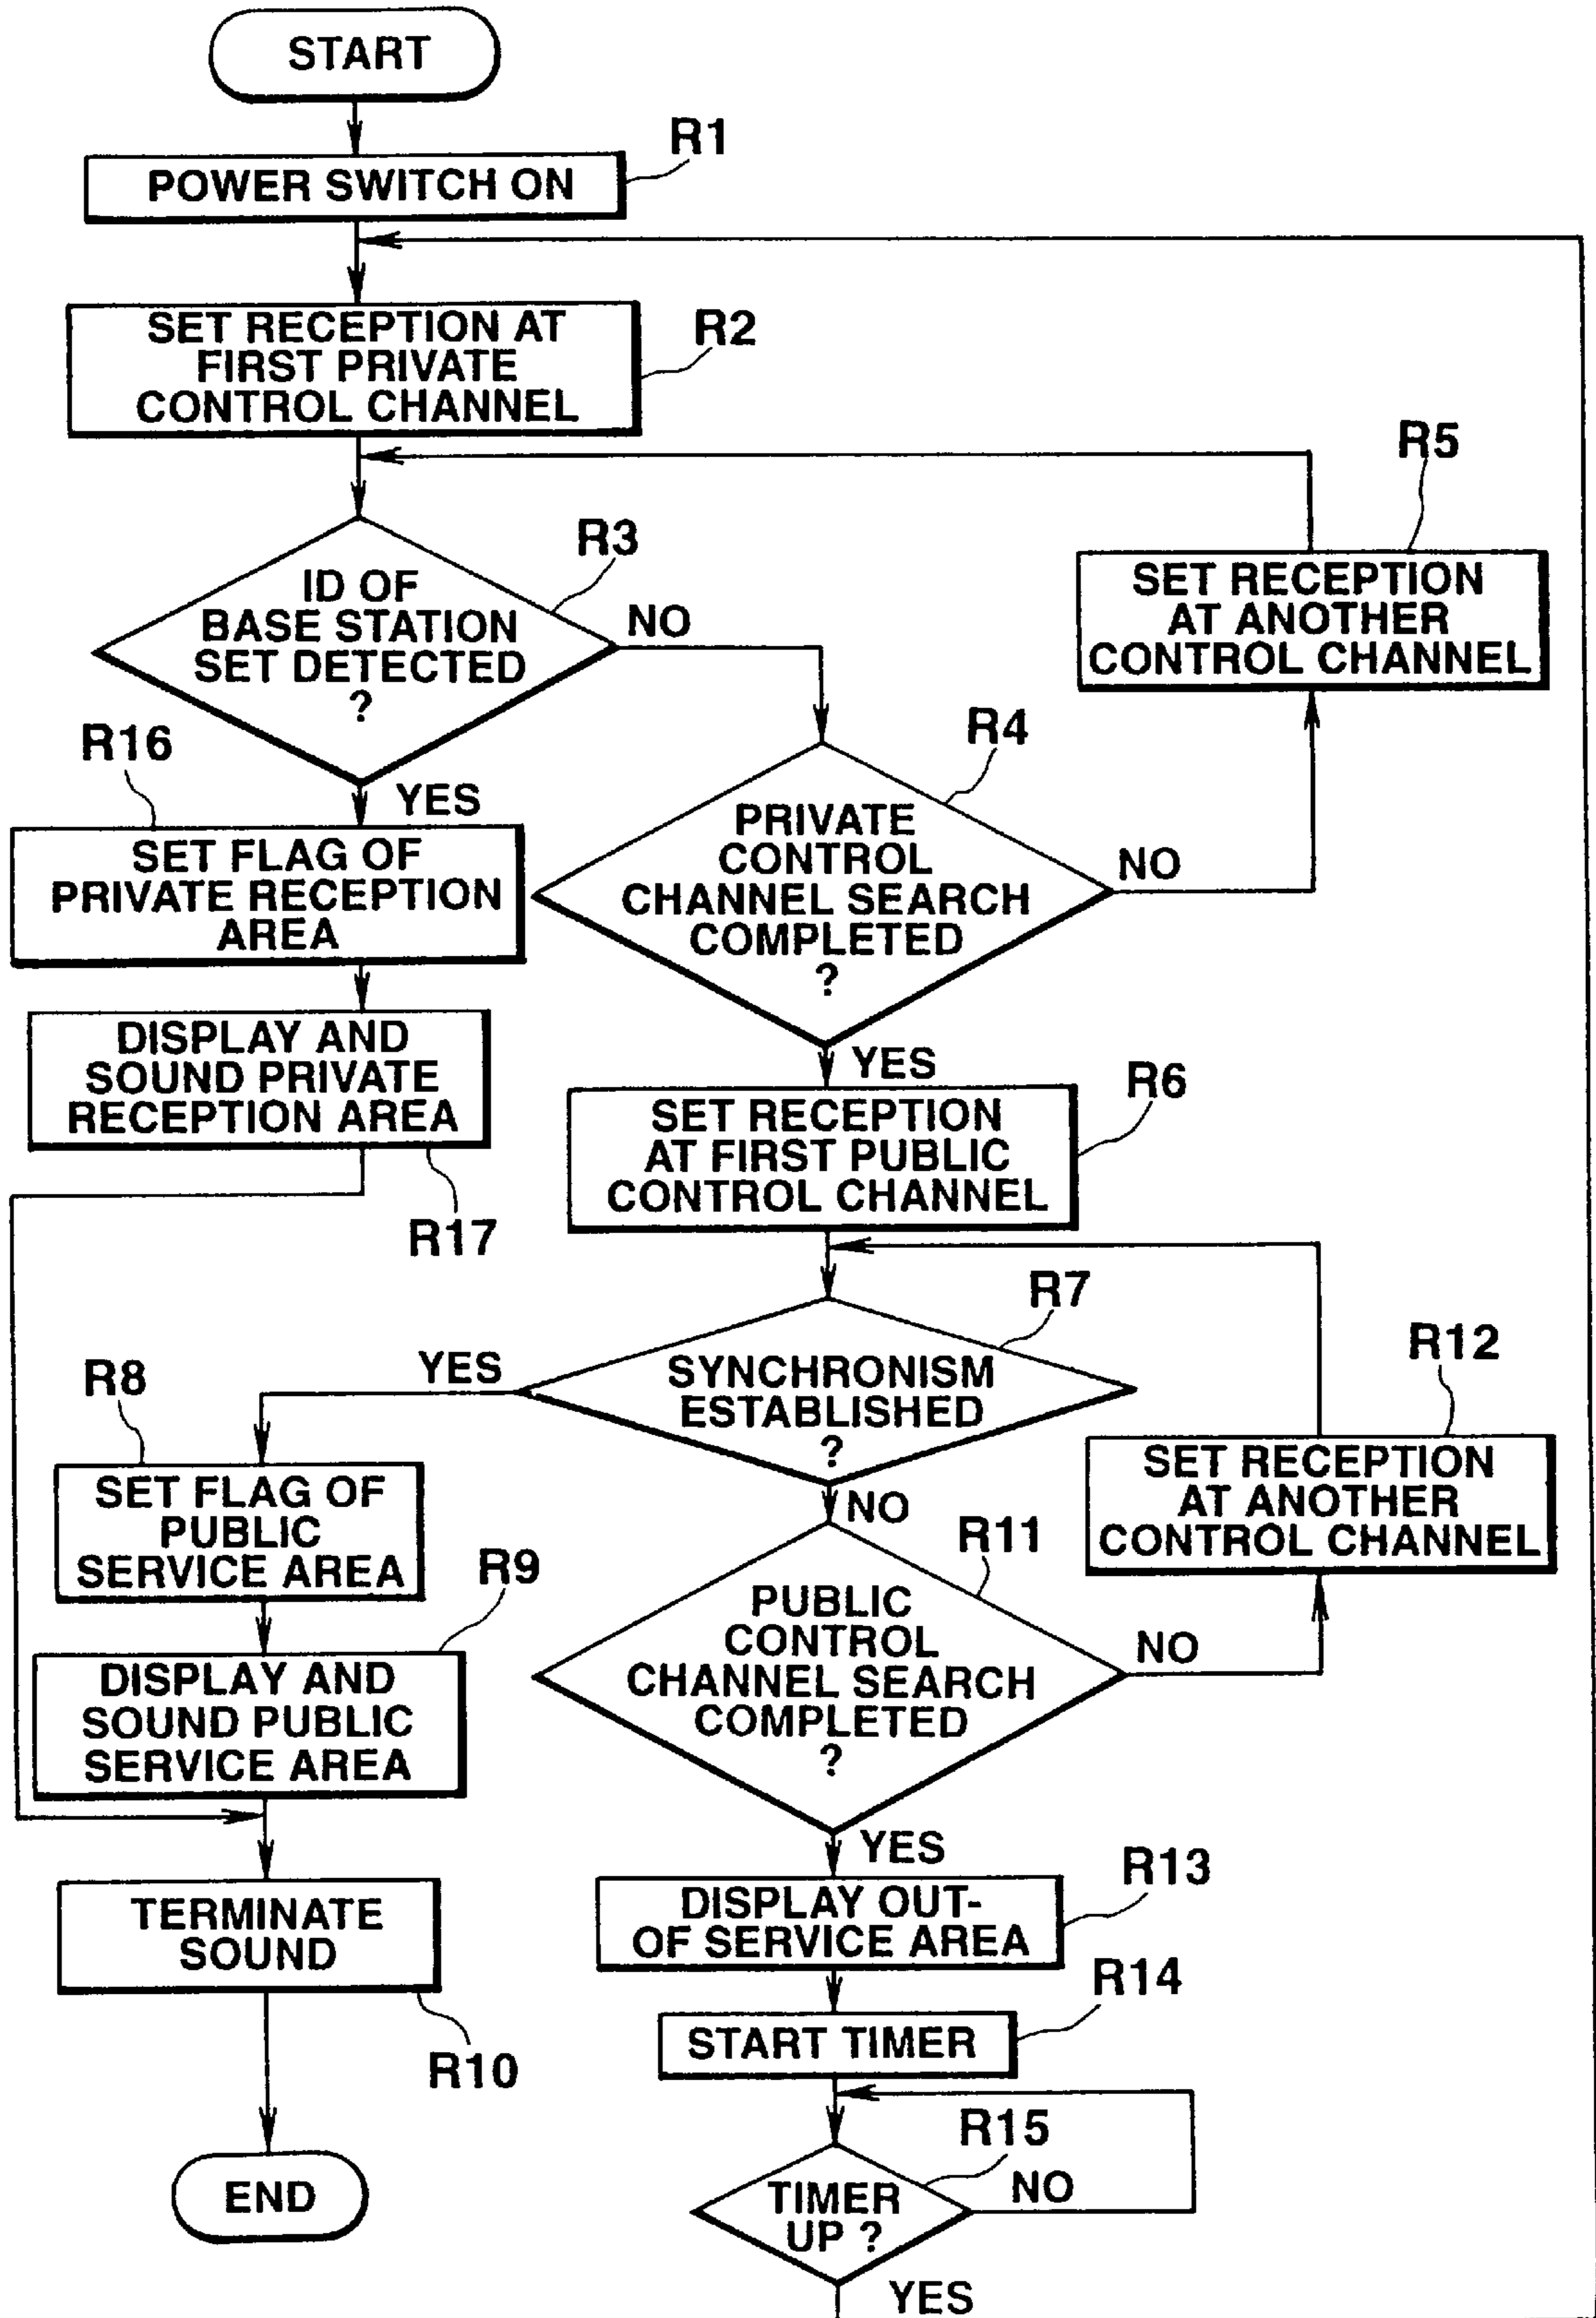 START
R1
POWER SWITCH ON
SET RECEPTION AT
FIRST PRIVATE
CONTROL CHANNEL
R2
R5
SET RECEPTION
AT ANOTHER
CONTROL CHANNEL
R3
ID OF
BASE STATION
SET DETECTED
?
NO
YES
R16
SET FLAG OF
PRIVATE RECEPTION
AREA
R4
PRIVATE
CONTROL
CHANNEL SEARCH
COMPLETED
?
NO
YES
DISPLAY AND
SOUND PRIVATE
RECEPTION AREA
R17
R6
SET RECEPTION
AT FIRST PUBLIC
CONTROL CHANNEL
R7
SYNCHRONISM
ESTABLISHED
?
YES
NO
R8
SET FLAG OF
PUBLIC
SERVICE AREA
R12
SET RECEPTION
AT ANOTHER
CONTROL CHANNEL
R9
DISPLAY AND
SOUND PUBLIC
SERVICE AREA
R11
PUBLIC
CONTROL
CHANNEL SEARCH
COMPLETED
?
NO
YES
TERMINATE
SOUND
R10
END
R13
DISPLAY OUT-
OF SERVICE AREA
R14
START TIMER
R15
TIMER
UP ?
NO
YES